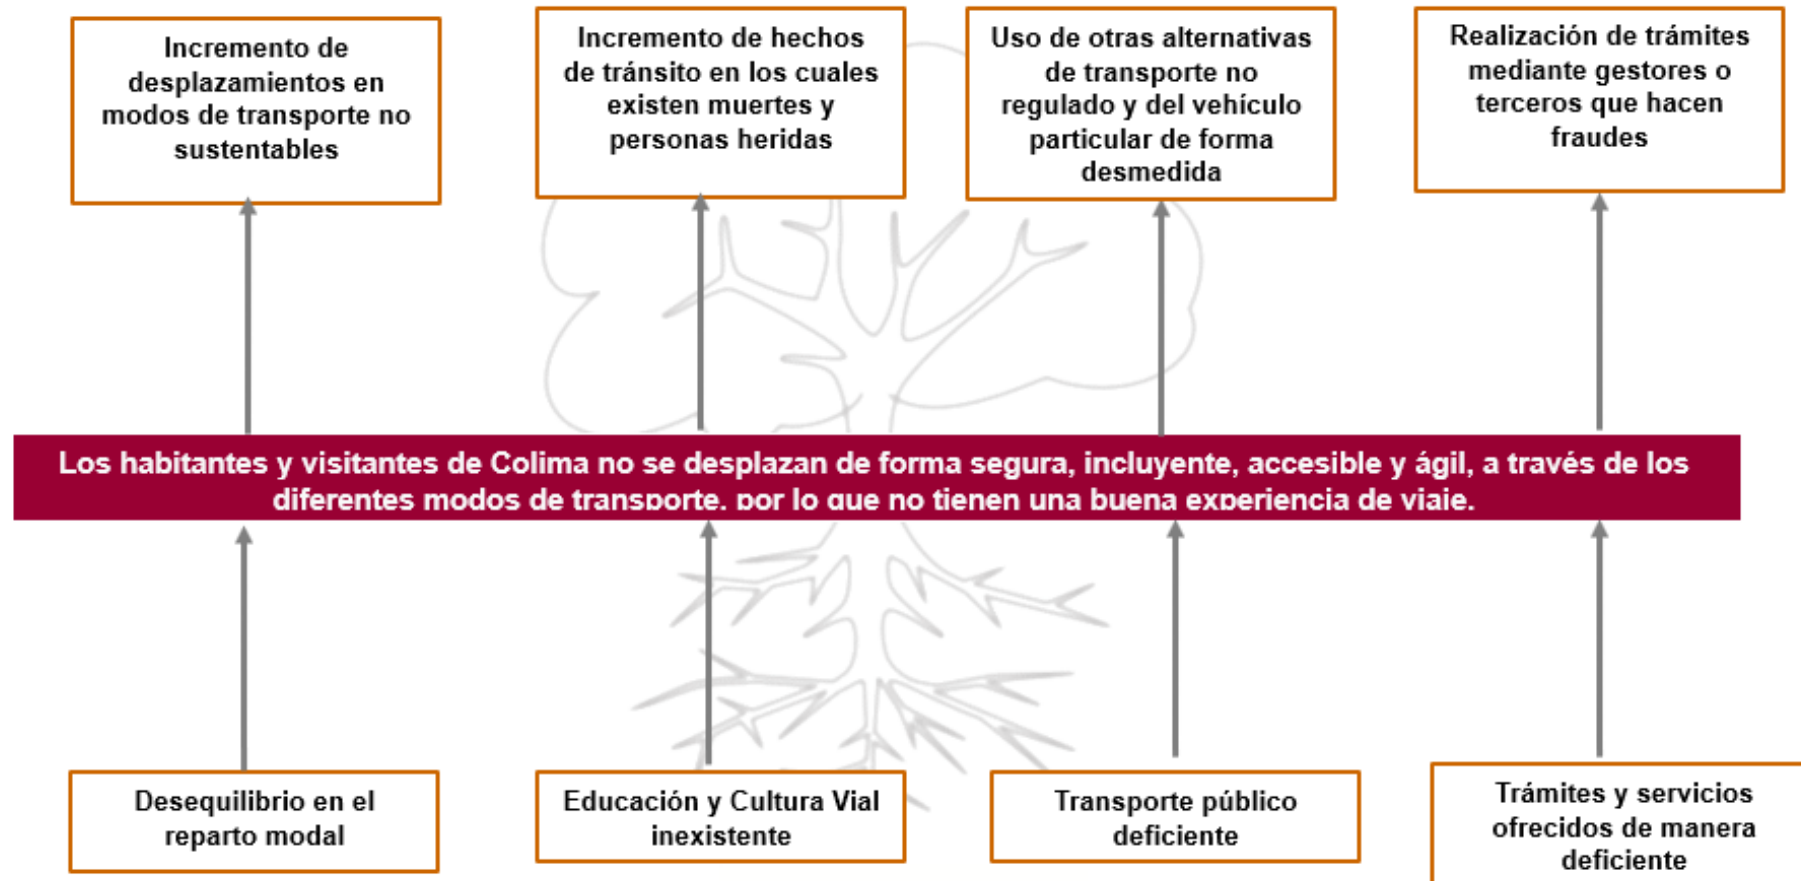 Incremento de
desplazamientos en
modos de transporte no
sustentables
Incremento de hechos
de tránsito en los cuales
existen muertes y
personas heridas
Uso de otras alternativas
de transporte no
regulado y del vehículo
particular de forma
desmedida
Realización de trámites
mediante gestores o
terceros que hacen
fraudes
Los habitantes y visitantes de Colima no se desplazan de forma segura, incluyente, accesible y ágil, a través de los
diferentes modos de transporte, por lo que no tienen una buena experiencia de viaje.
Desequilibrio en el
reparto modal
Educación y Cultura Vial
inexistente
Transporte público
deficiente
Trámites y servicios
ofrecidos de manera
deficiente